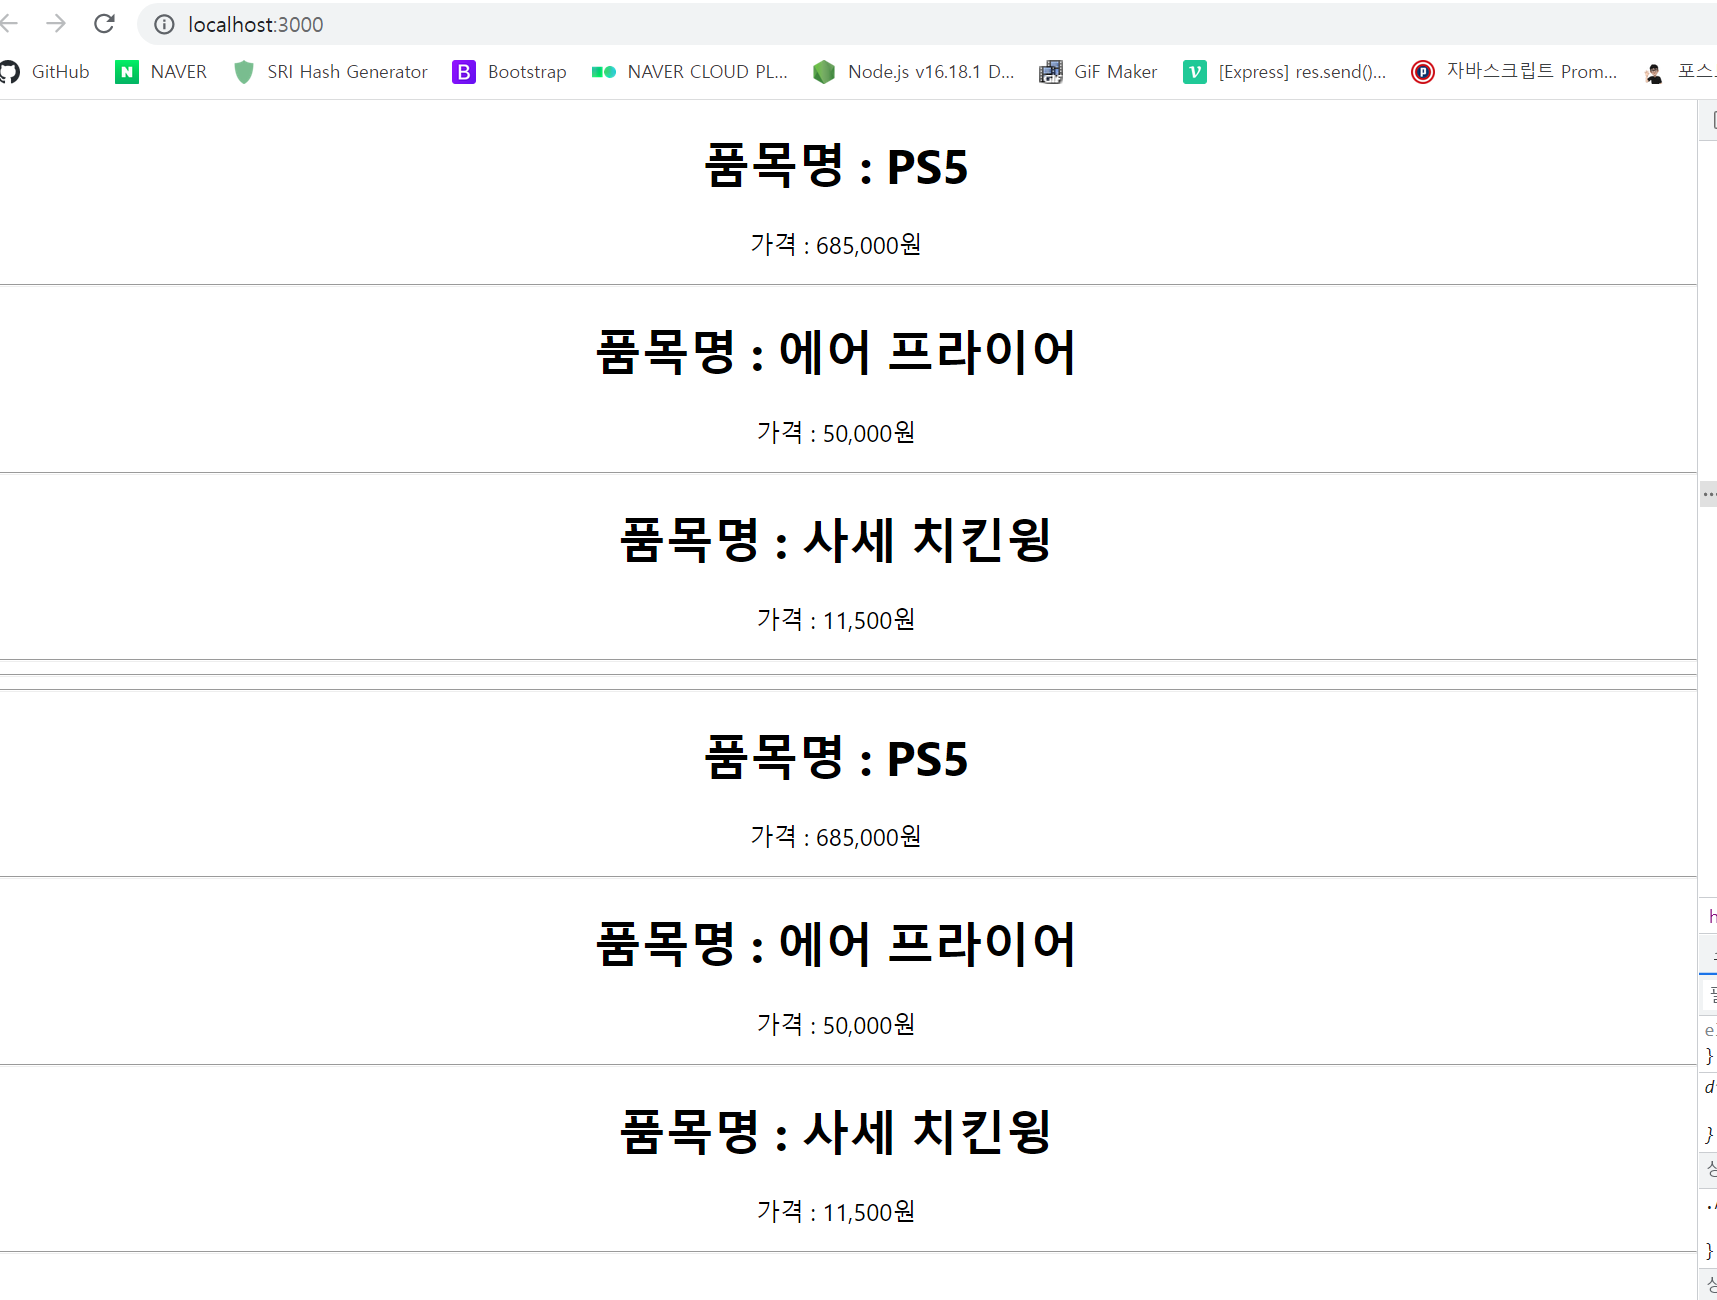 localhost:3000
GitHub NAVER SRI Hash Generator Bootstrap NAVER CLOUD PL... Node.js v16.18.1 D... GiF Maker [Express] res.send()... 자바스크립트 Prom...
품목명 : PS5
가격 : 685,000원
품목명 : 에어 프라이어
가격 : 50,000원
품목명 : 사세 치킨윙
가격 : 11,500원
품목명 : PS5
가격 : 685,000원
품목명 : 에어 프라이어
가격 : 50,000원
품목명 : 사세 치킨윙
가격 : 11,500원